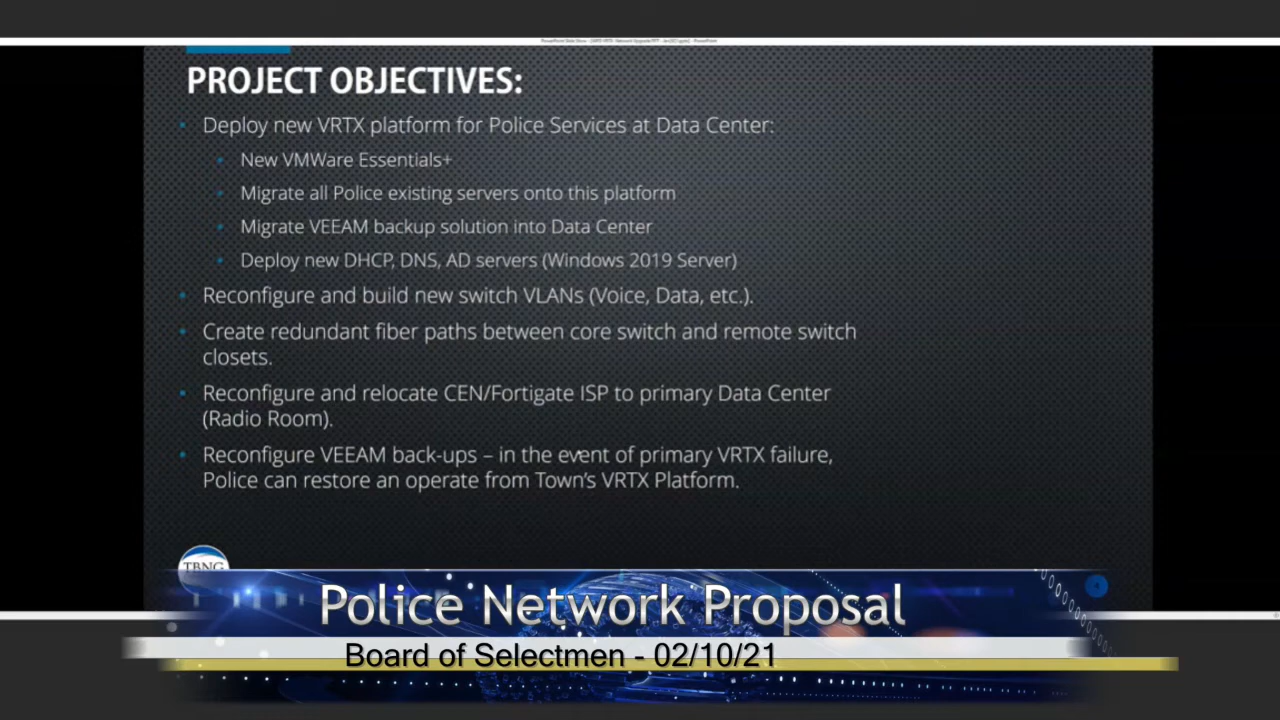 PROJECT OBJECTIVES:
• Deploy new VRTX platform for Police Services at Data Center:
• New VMWare Essentials+
• Migrate all Police existing servers onto this platform
• Migrate VEEAM backup solution into Data Center
• Deploy new DHCP, DNS, AD servers (Windows 2019 Server)
• Reconfigure and build new switch VLANs (Voice, Data, etc.).
• Create redundant fiber paths between core switch and remote switch
closets.
• Reconfigure and relocate CEN/Fortigate ISP to primary Data Center
(Radio Room).
• Reconfigure VEEAM back-ups – in the event of primary VRTX failure,
Police can restore an operate from Town's VRTX Platform.
TBNG
Police Network Proposal
Board of Selectmen - 02/10/21